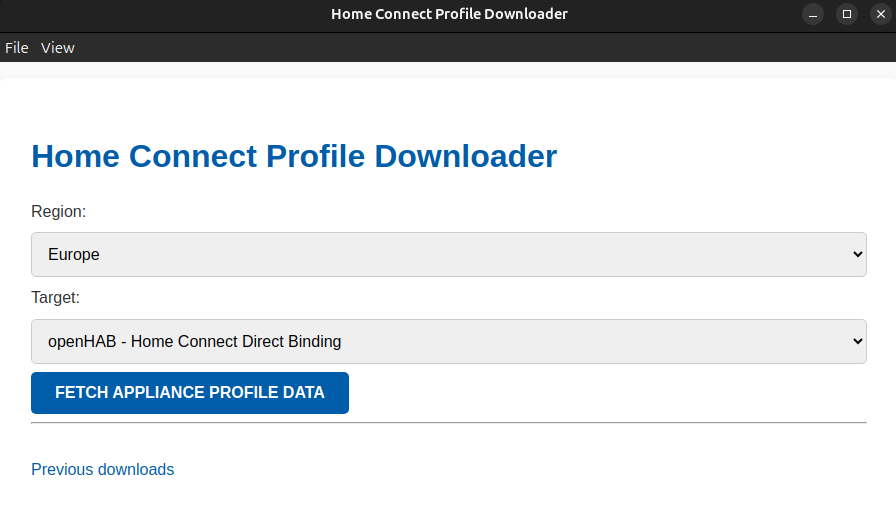 Home Connect Profile Downloader
File View
Home Connect Profile Downloader
Region:
Europe
Target:
openHAB - Home Connect Direct Binding
FETCH APPLIANCE PROFILE DATA
Previous downloads